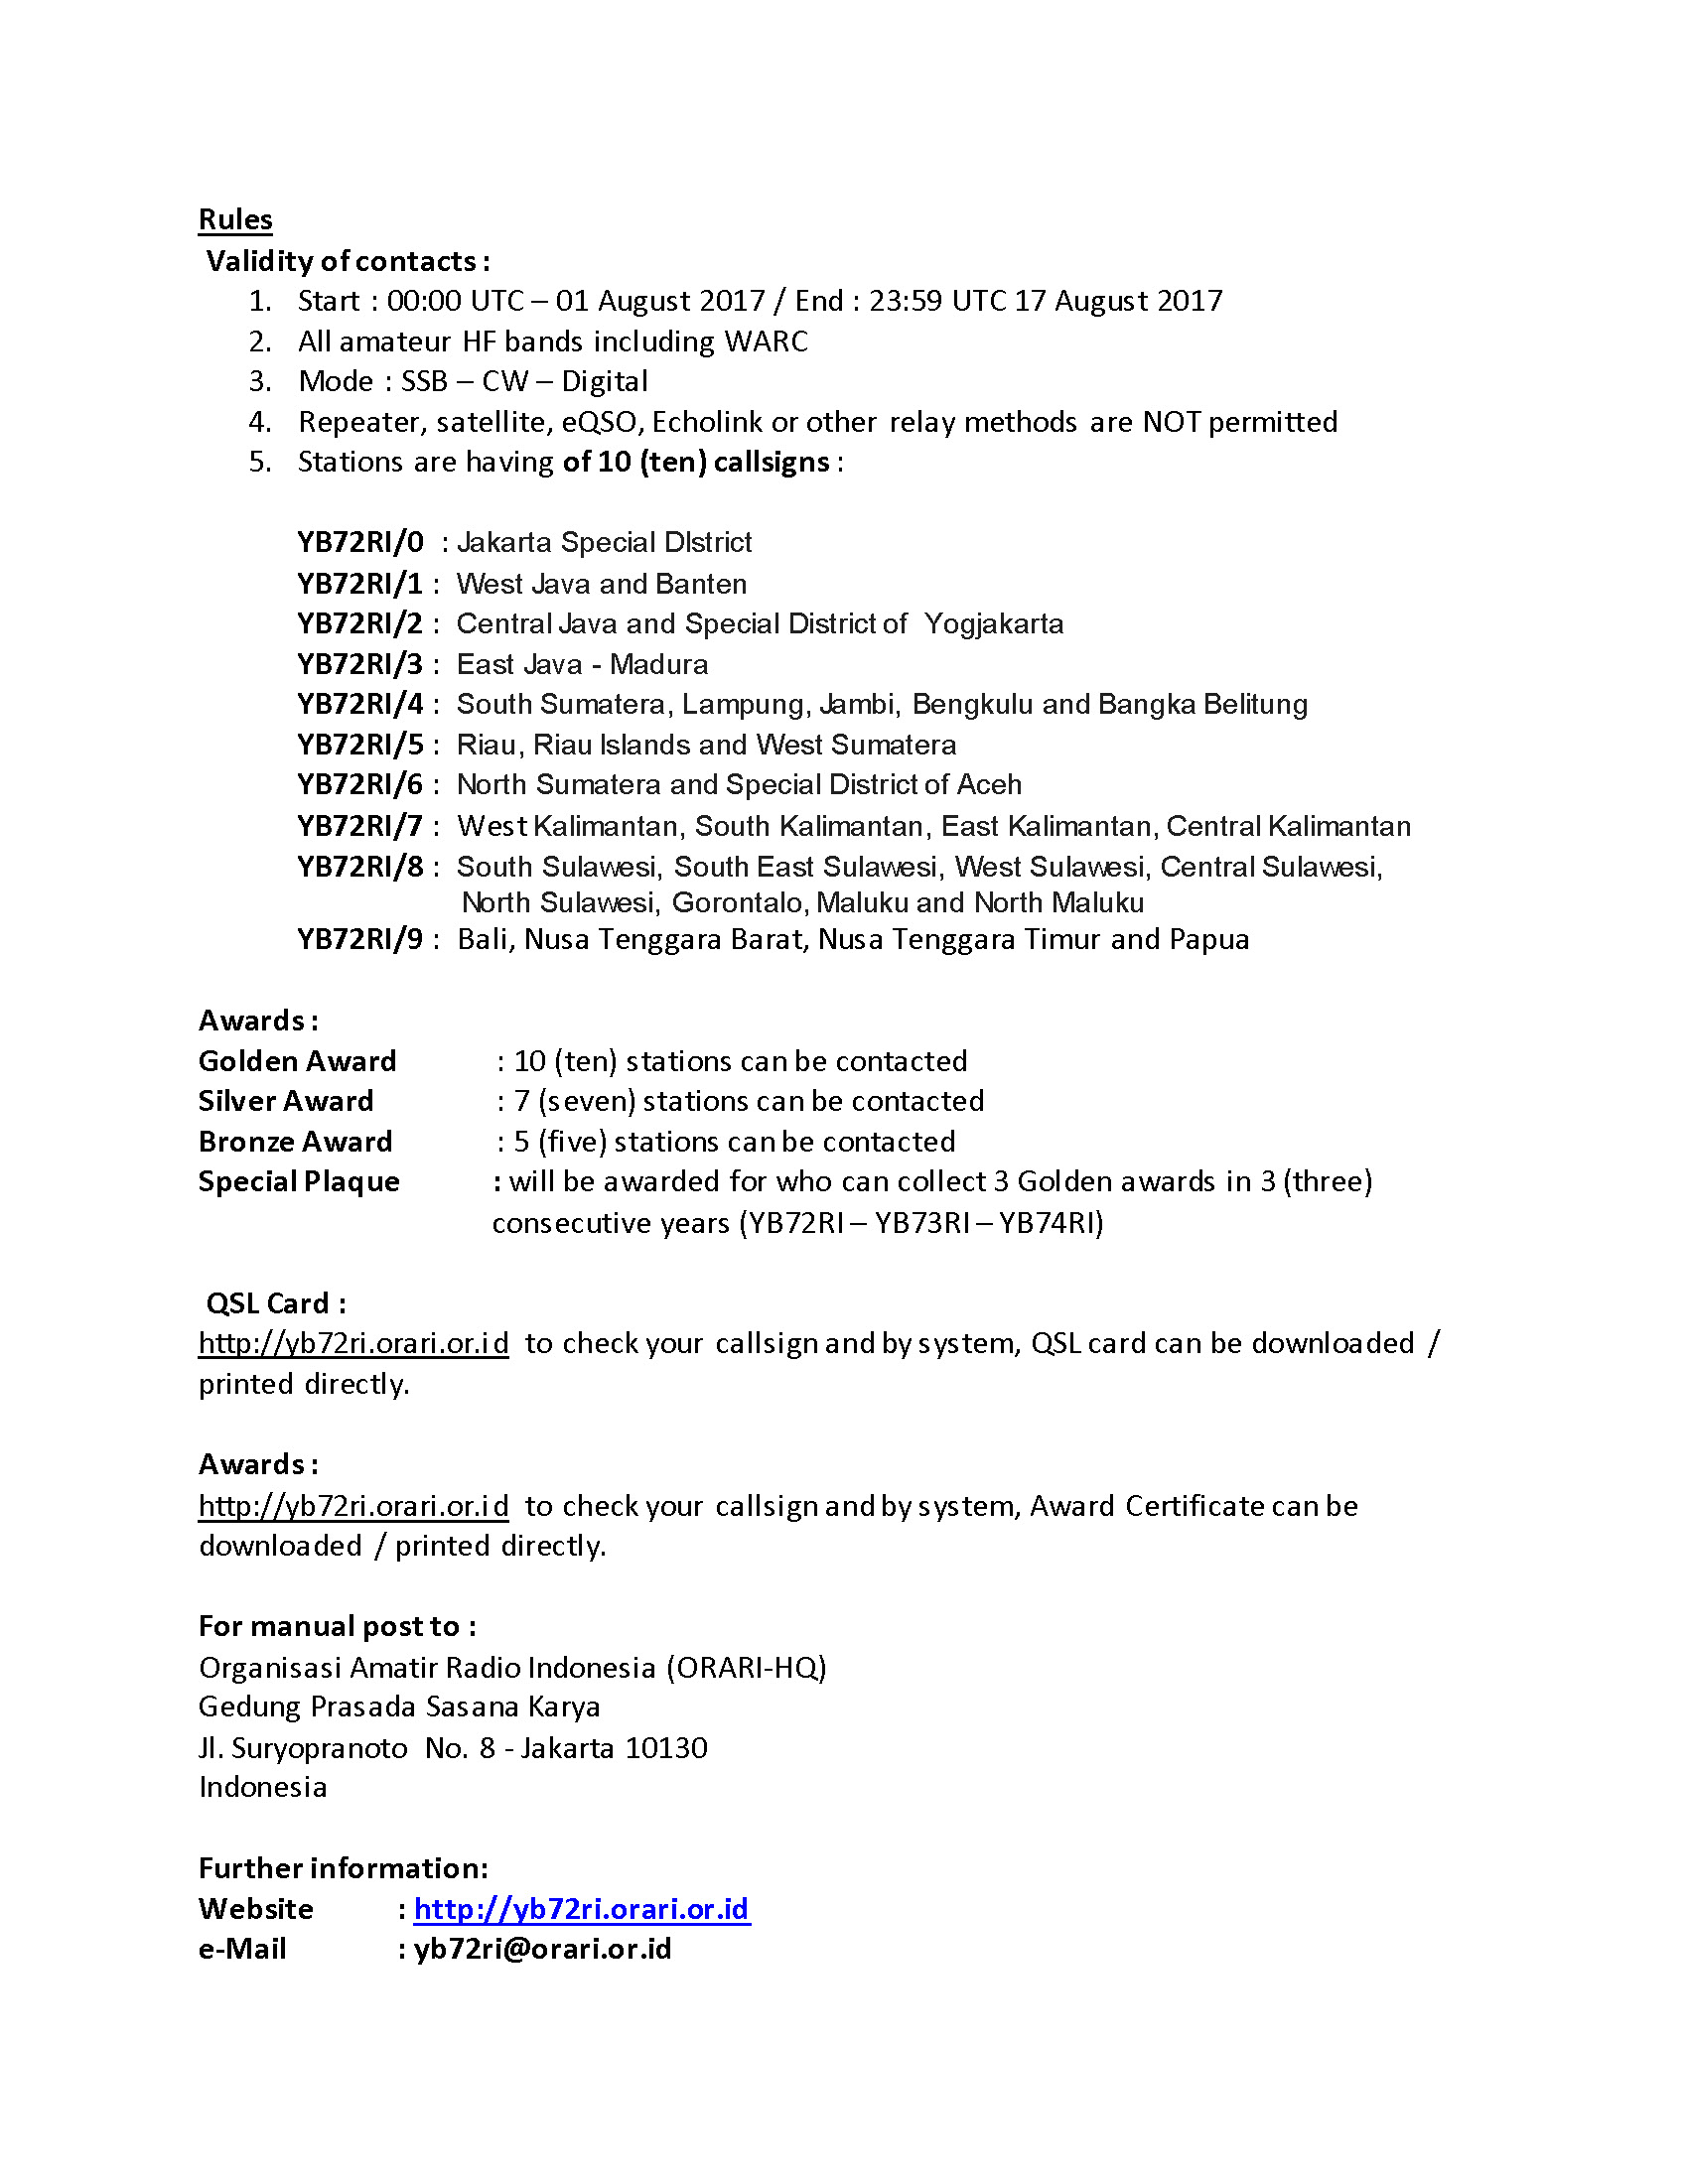 Rules
Validity of contacts :
1. Start : 00:00 UTC – 01 August 2017 / End : 23:59 UTC 17 August 2017
2. All amateur HF bands including WARC
3. Mode : SSB – CW – Digital
4. Repeater, satellite, eQSO, Echolink or other relay methods are NOT permitted
5. Stations are having of 10 (ten) callsigns :
YB72RI/0 : Jakarta Special DIstrict
YB72RI/1 : West Java and Banten
YB72RI/2 : Central Java and Special District of Yogjakarta
YB72RI/3 : East Java - Madura
YB72RI/4 : South Sumatera, Lampung, Jambi, Bengkulu and Bangka Belitung
YB72RI/5 : Riau, Riau Islands and West Sumatera
YB72RI/6 : North Sumatera and Special District of Aceh
YB72RI/7 : West Kalimantan, South Kalimantan, East Kalimantan, Central Kalimantan
YB72RI/8 : South Sulawesi, South East Sulawesi, West Sulawesi, Central Sulawesi,
North Sulawesi, Gorontalo, Maluku and North Maluku
YB72RI/9 : Bali, Nusa Tenggara Barat, Nusa Tenggara Timur and Papua
Awards :
Golden Award : 10 (ten) stations can be contacted
Silver Award : 7 (seven) stations can be contacted
Bronze Award : 5 (five) stations can be contacted
Special Plaque : will be awarded for who can collect 3 Golden awards in 3 (three)
consecutive years (YB72RI – YB73RI – YB74RI)
QSL Card :
http://yb72ri.orari.or.id to check your callsign and by system, QSL card can be downloaded /
printed directly.
Awards :
http://yb72ri.orari.or.id to check your callsign and by system, Award Certificate can be
downloaded / printed directly.
For manual post to :
Organisasi Amatir Radio Indonesia (ORARI-HQ)
Gedung Prasada Sasana Karya
Jl. Suryopranoto No. 8 - Jakarta 10130
Indonesia
Further information:
Website : http://yb72ri.orari.or.id
e-Mail : yb72ri@orari.or.id